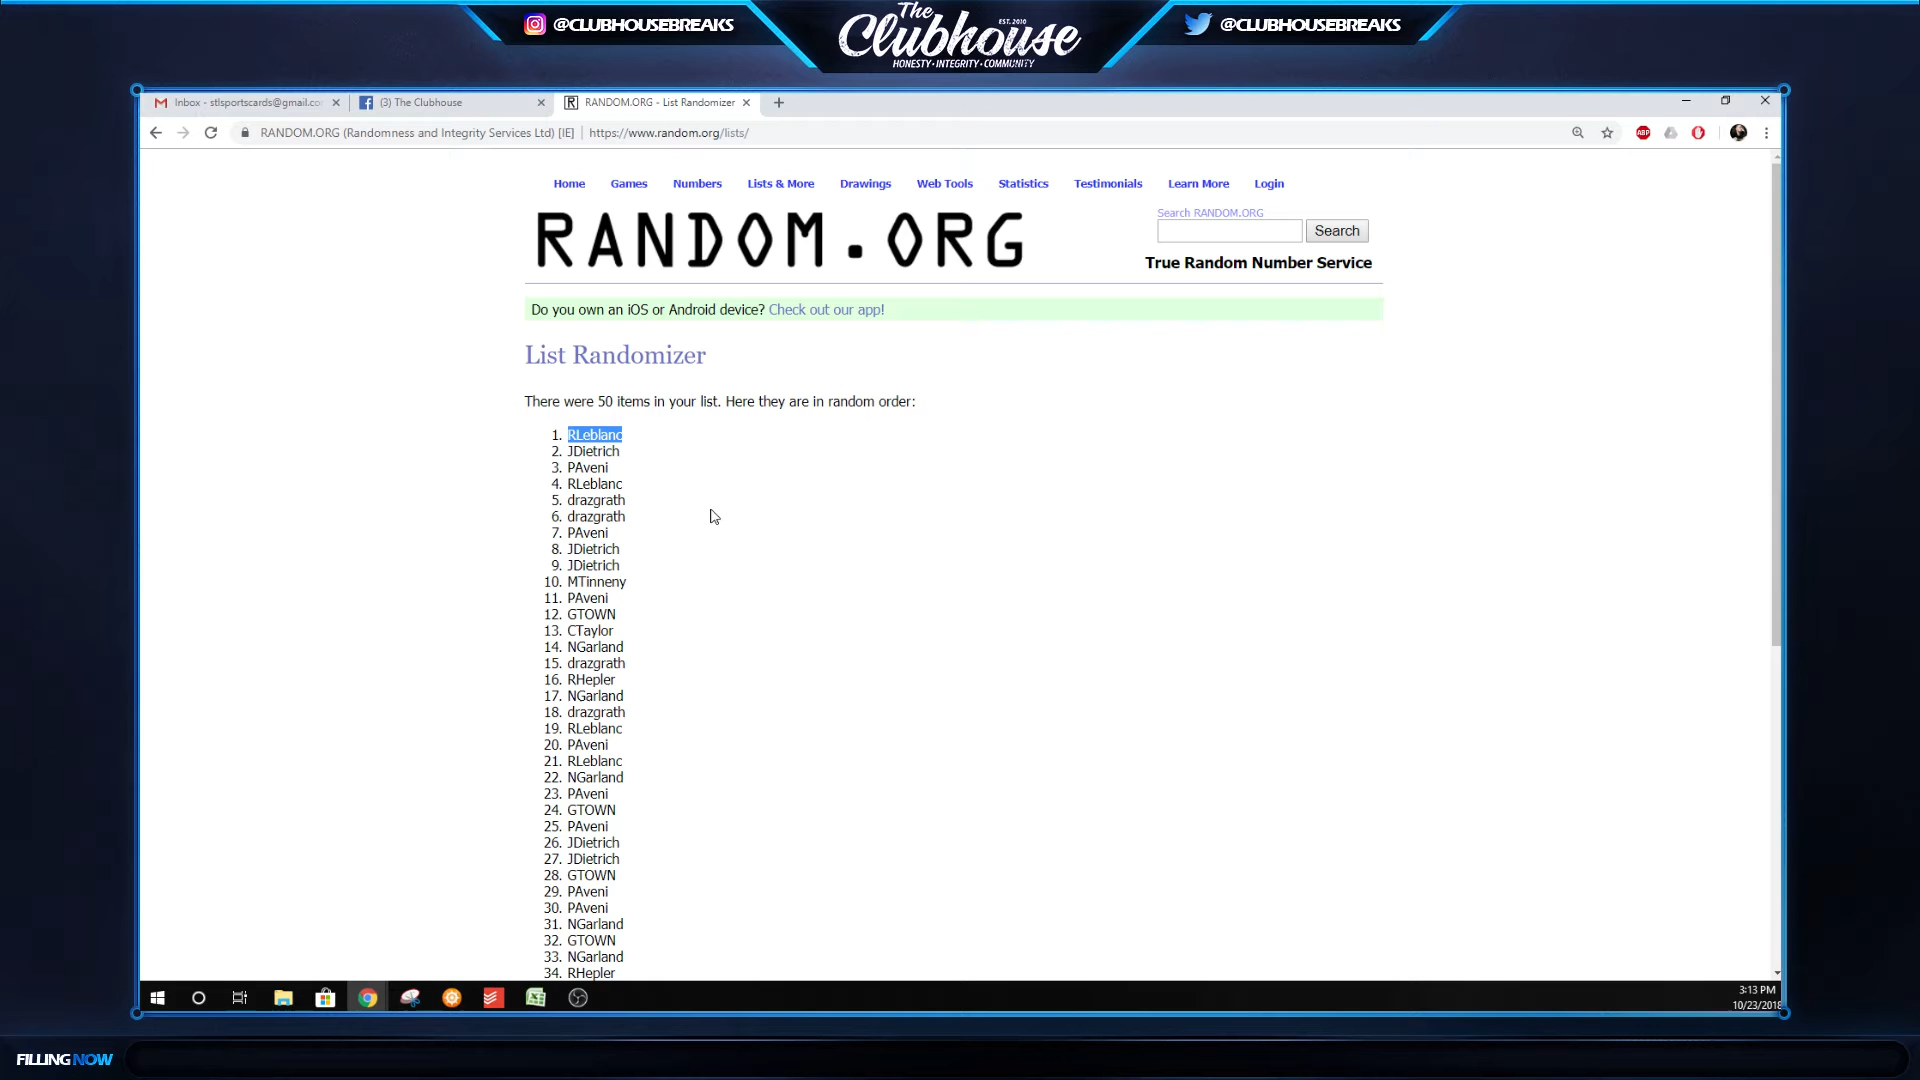 @CLUBHOUSEBREAKS
The Clubhouse
EST. 2010
HONESTY • INTEGRITY • COMMUNITY
@CLUBHOUSEBREAKS
Inbox - stlsportscards@gmail.co
(3) The Clubhouse
RANDOM.ORG - List Randomizer
RANDOM.ORG (Randomness and Integrity Services Ltd) [IE] | https://www.random.org/lists/
ABP
Home Games Numbers Lists & More Drawings Web Tools Statistics Testimonials Learn More Login
RANDOM.ORG
Search RANDOM.ORG
Search
True Random Number Service
Do you own an iOS or Android device? Check out our app!
List Randomizer
There were 50 items in your list. Here they are in random order:
1. RLeblanc
2. JDietrich
3. PAveni
4. RLeblanc
5. drazgrath
6. drazgrath
7. PAveni
8. JDietrich
9. JDietrich
10. MTinneny
11. PAveni
12. GTOWN
13. CTaylor
14. NGarland
15. drazgrath
16. RHepler
17. NGarland
18. drazgrath
19. RLeblanc
20. PAveni
21. RLeblanc
22. NGarland
23. PAveni
24. GTOWN
25. PAveni
26. JDietrich
27. JDietrich
28. GTOWN
29. PAveni
30. PAveni
31. NGarland
32. GTOWN
33. NGarland
34. RHepler
3:13 PM
10/23/2018
FILLING NOW